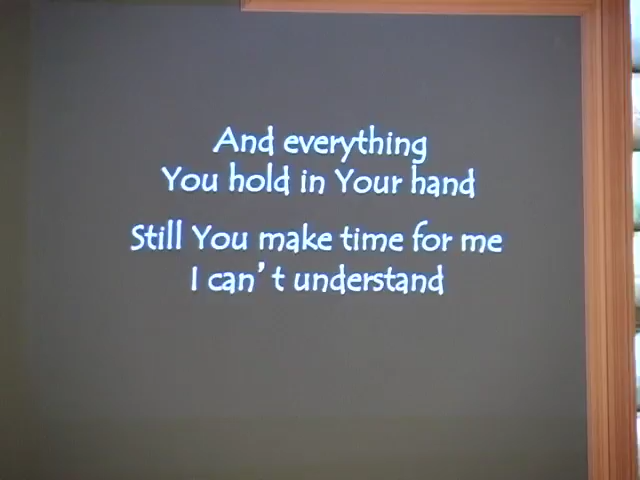 And everything
You hold in Your hand
Still You make time for me
I can't understand